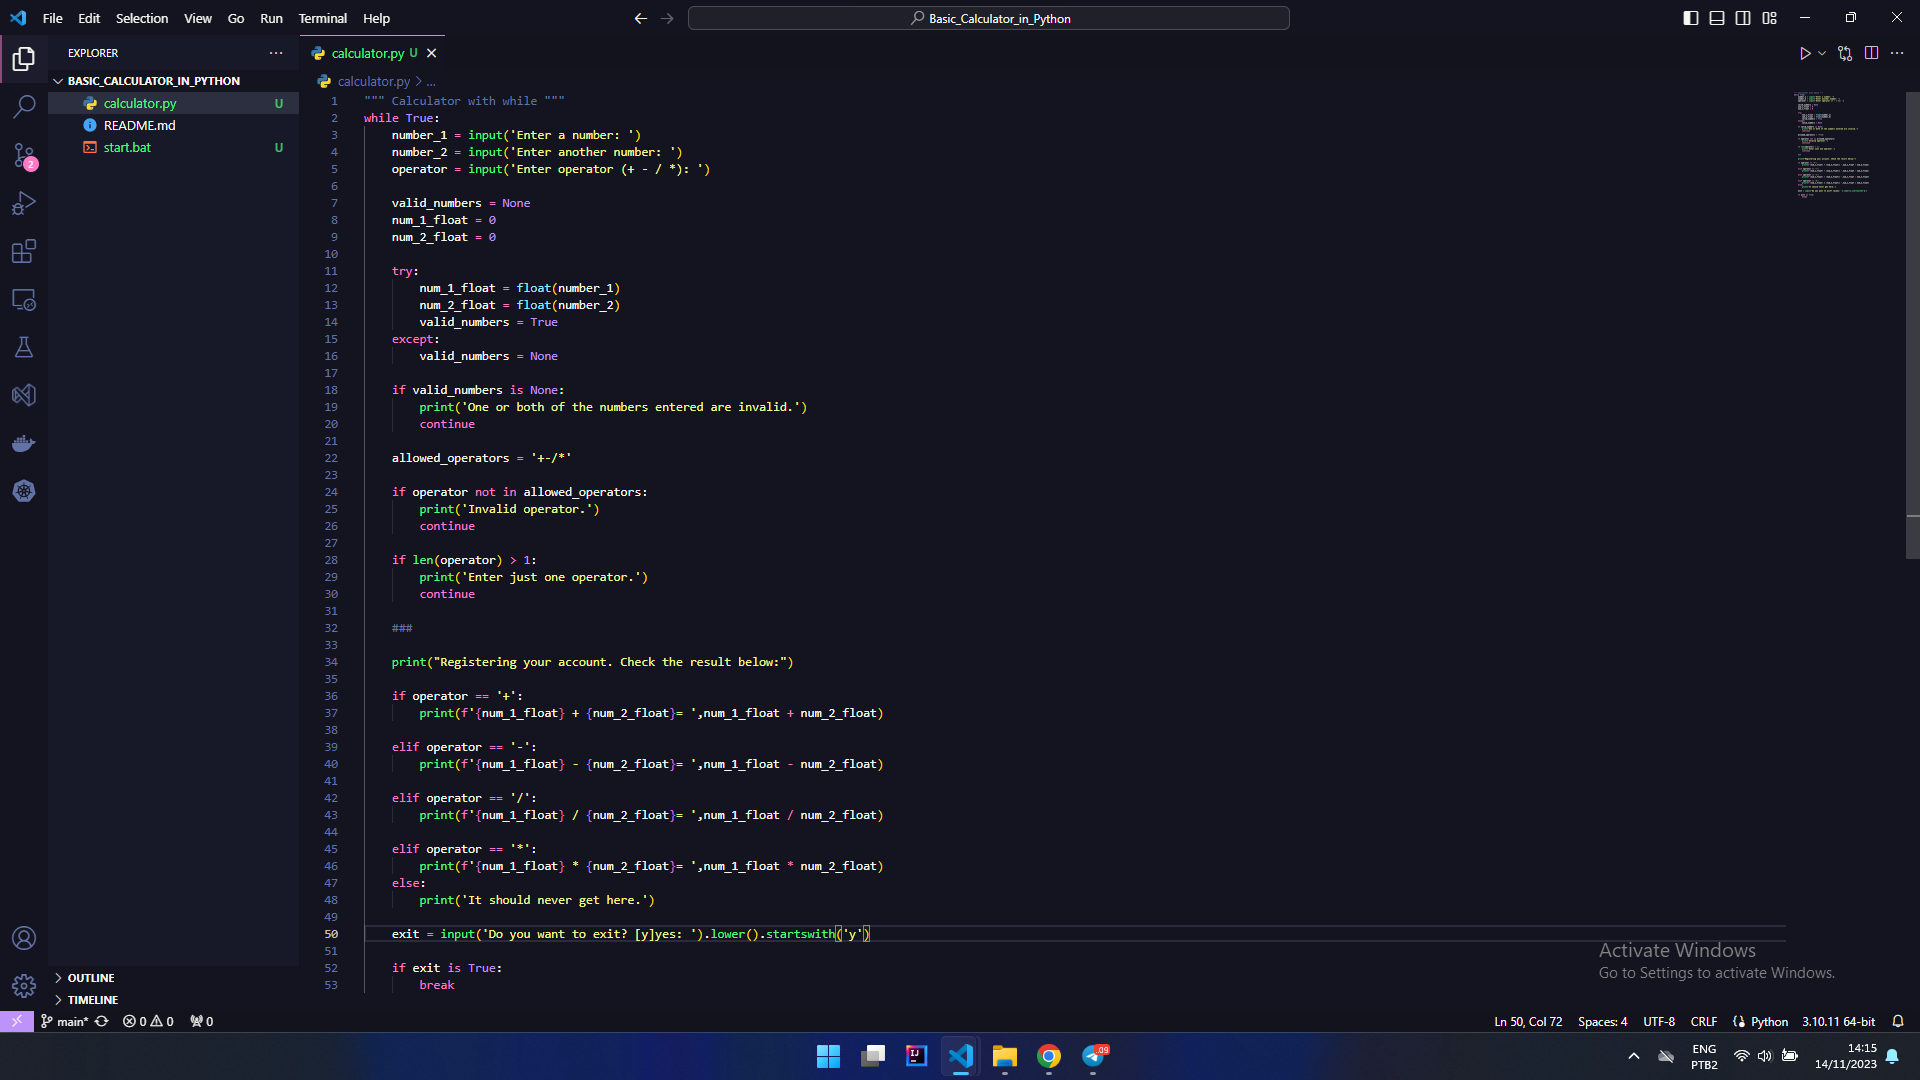 File Edit Selection View Go Run Terminal Help
Basic_Calculator_in_Python
EXPLORER
BASIC_CALCULATOR_IN_PYTHON
calculator.py U
README.md
start.bat U
2
OUTLINE
TIMELINE
calculator.py U
calculator.py > ...
1 """ Calculator with while """
2 while True:
3 number_1 = input('Enter a number: ')
4 number_2 = input('Enter another number: ')
5 operator = input('Enter operator (+ - / *): ')
6
7 valid_numbers = None
8 num_1_float = 0
9 num_2_float = 0
10
11 try:
12 num_1_float = float(number_1)
13 num_2_float = float(number_2)
14 valid_numbers = True
15 except:
16 valid_numbers = None
17
18 if valid_numbers is None:
19 print('One or both of the numbers entered are invalid.')
20 continue
21
22 allowed_operators = '+-/*'
23
24 if operator not in allowed_operators:
25 print('Invalid operator.')
26 continue
27
28 if len(operator) > 1:
29 print('Enter just one operator.')
30 continue
31
32 ###
33
34 print("Registering your account. Check the result below:")
35
36 if operator == '+':
37 print(f'{num_1_float} + {num_2_float}= ',num_1_float + num_2_float)
38
39 elif operator == '-':
40 print(f'{num_1_float} - {num_2_float}= ',num_1_float - num_2_float)
41
42 elif operator == '/':
43 print(f'{num_1_float} / {num_2_float}= ',num_1_float / num_2_float)
44
45 elif operator == '*':
46 print(f'{num_1_float} * {num_2_float}= ',num_1_float * num_2_float)
47 else:
48 print('It should never get here.')
49
50 exit = input('Do you want to exit? [y]yes: ').lower().startswith('y')
51
52 if exit is True:
53 break
Activate Windows
Go to Settings to activate Windows.
main* 0 0 0
Ln 50, Col 72 Spaces: 4 UTF-8 CRLF Python 3.10.11 64-bit
IJ
09
ENG
PTB2
14:15
14/11/2023